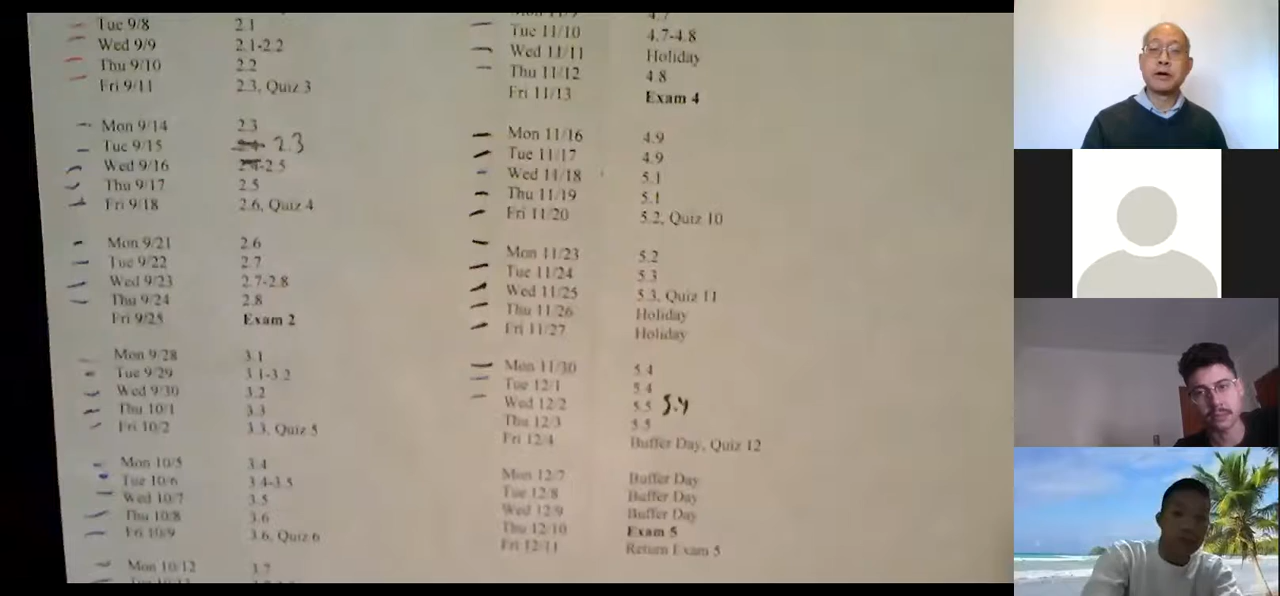 Tue 9/8 2.1
Wed 9/9 2.1-2.2
Thu 9/10 2.2
Fri 9/11 2.3, Quiz 3
Mon 9/14 2.3
Tue 9/15 2.3
Wed 9/16 2.4-2.5
Thu 9/17 2.5
Fri 9/18 2.6, Quiz 4
Mon 9/21 2.6
Tue 9/22 2.7
Wed 9/23 2.7-2.8
Thu 9/24 2.8
Fri 9/25 Exam 2
Mon 9/28 3.1
Tue 9/29 3.1-3.2
Wed 9/30 3.2
Thu 10/1 3.3
Fri 10/2 3.3, Quiz 5
Mon 10/5 3.4
Tue 10/6 3.4-3.5
Wed 10/7 3.5
Thu 10/8 3.6
Fri 10/9 3.6, Quiz 6
Mon 10/12 3.7
Mon 11/9 4.7
Tue 11/10 4.7-4.8
Wed 11/11 Holiday
Thu 11/12 4.8
Fri 11/13 Exam 4
Mon 11/16 4.9
Tue 11/17 4.9
Wed 11/18 5.1
Thu 11/19 5.1
Fri 11/20 5.2, Quiz 10
Mon 11/23 5.2
Tue 11/24 5.3
Wed 11/25 5.3, Quiz 11
Thu 11/26 Holiday
Fri 11/27 Holiday
Mon 11/30 5.4
Tue 12/1 5.4
Wed 12/2 5.5 5.4
Thu 12/3 5.5
Fri 12/4 Buffer Day, Quiz 12
Mon 12/7 Buffer Day
Tue 12/8 Buffer Day
Wed 12/9 Buffer Day
Thu 12/10 Exam 5
Fri 12/11 Return Exam 5